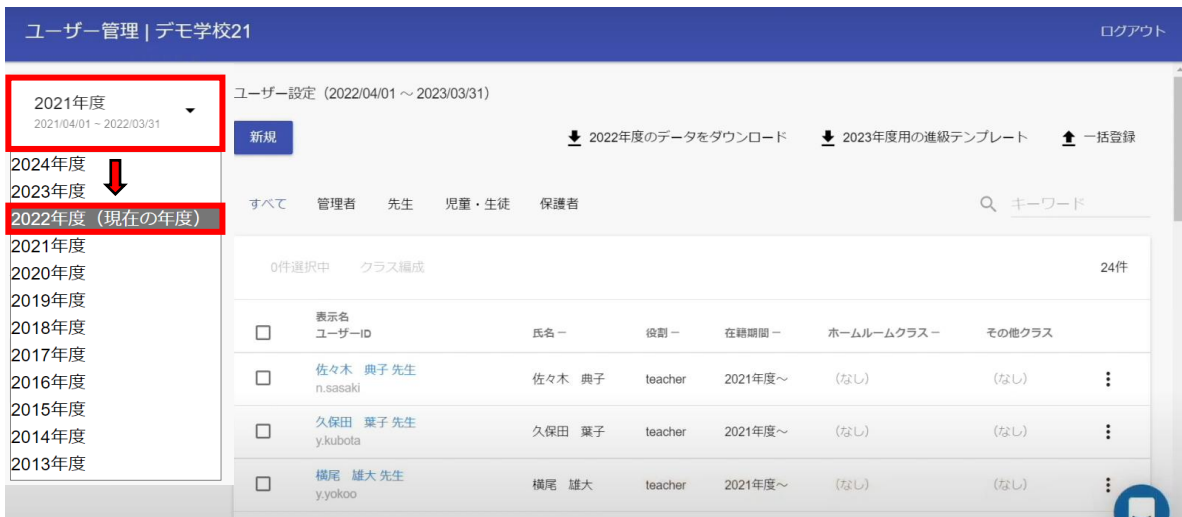 ユーザー管理 | デモ学校21
ログアウト
2021年度
2021/04/01 ~ 2022/03/31
2024年度
2023年度
2022年度（現在の年度）
2021年度
2020年度
2019年度
2018年度
2017年度
2016年度
2015年度
2014年度
2013年度
ユーザー設定（2022/04/01 ～ 2023/03/31）
新規
2022年度のデータをダウンロード
2023年度用の進級テンプレート
一括登録
すべて 管理者 先生 児童・生徒 保護者
キーワード
0件選択中 クラス編成
24件
表示名
ユーザーID
氏名 －
役割 －
在籍期間 －
ホームルームクラス －
その他クラス
佐々木 典子 先生
n.sasaki
佐々木 典子 teacher 2021年度～ （なし） （なし）
久保田 葉子 先生
y.kubota
久保田 葉子 teacher 2021年度～ （なし） （なし）
横尾 雄大 先生
y.yokoo
横尾 雄大 teacher 2021年度～ （なし） （なし）